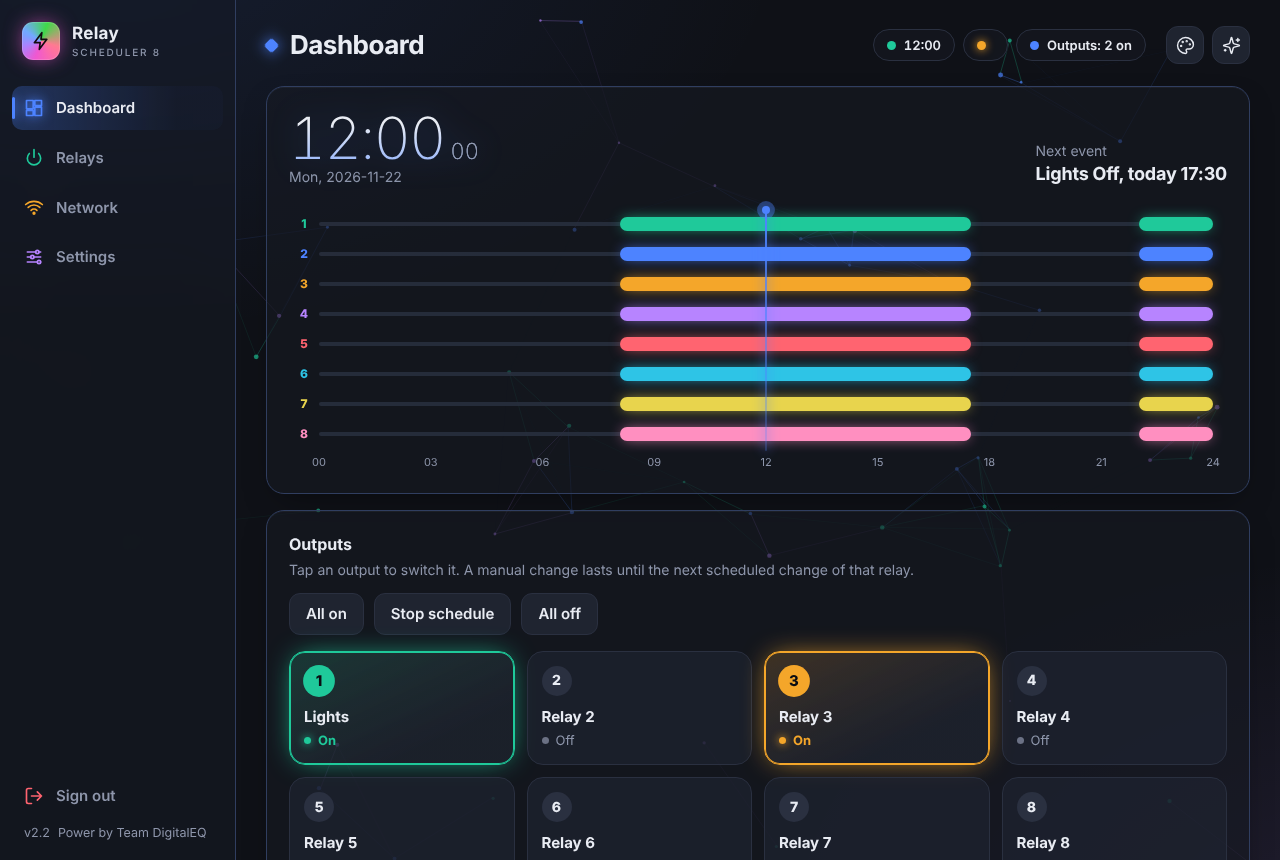 Relay
SCHEDULER 8
Dashboard
Relays
Network
Settings
Sign out
v2.2 Power by Team DigitalEQ
Dashboard
12:00
Outputs: 2 on
12:00 00
Mon, 2026-11-22
Next event
Lights Off, today 17:30
1
2
3
4
5
6
7
8
00 03 06 09 12 15 18 21 24
Outputs
Tap an output to switch it. A manual change lasts until the next scheduled change of that relay.
All on Stop schedule All off
1
Lights
On
2
Relay 2
Off
3
Relay 3
On
4
Relay 4
Off
5
Relay 5
6
Relay 6
7
Relay 7
8
Relay 8